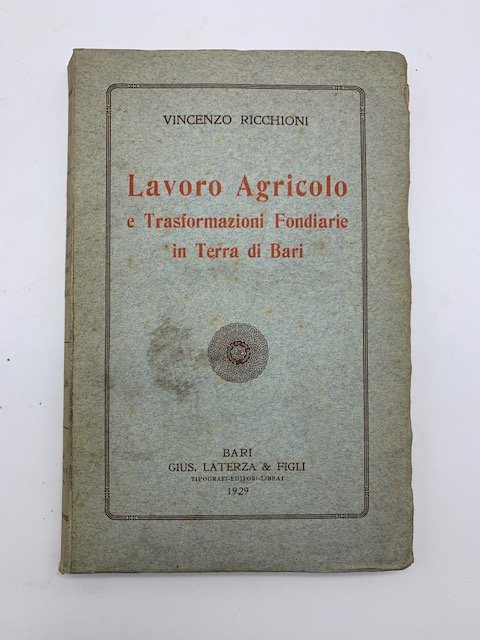 VINCENZO RICCHIONI
Lavoro Agricolo
e Trasformazioni Fondiarie
in Terra di Bari
BARI
GIUS. LATERZA & FIGLI
TIPOGRAFI-EDITORI-LIBRAI
1929